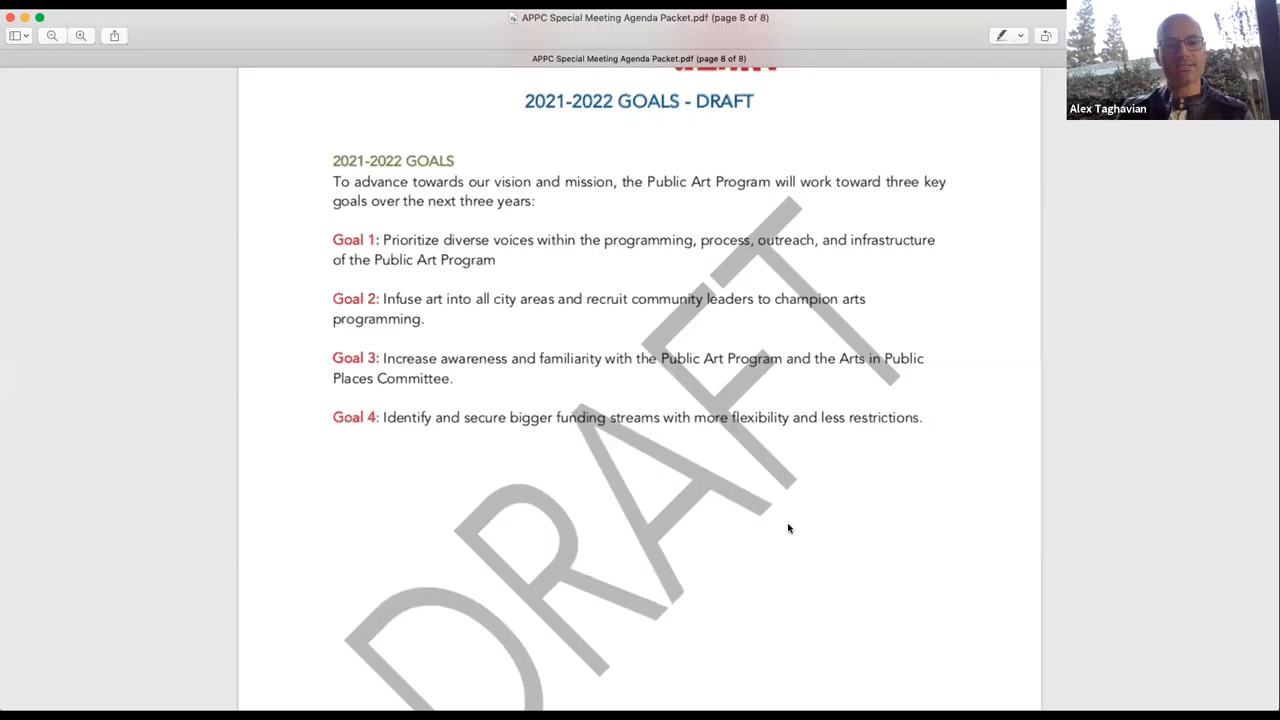 APPC Special Meeting Agenda Packet.pdf (page 8 of 8)
APPC Special Meeting Agenda Packet.pdf (page 8 of 8)
Alex Taghavian
2021-2022 GOALS - DRAFT
2021-2022 GOALS
To advance towards our vision and mission, the Public Art Program will work toward three key
goals over the next three years:
Goal 1: Prioritize diverse voices within the programming, process, outreach, and infrastructure
of the Public Art Program
Goal 2: Infuse art into all city areas and recruit community leaders to champion arts
programming.
Goal 3: Increase awareness and familiarity with the Public Art Program and the Arts in Public
Places Committee.
Goal 4: Identify and secure bigger funding streams with more flexibility and less restrictions.
DRAFT